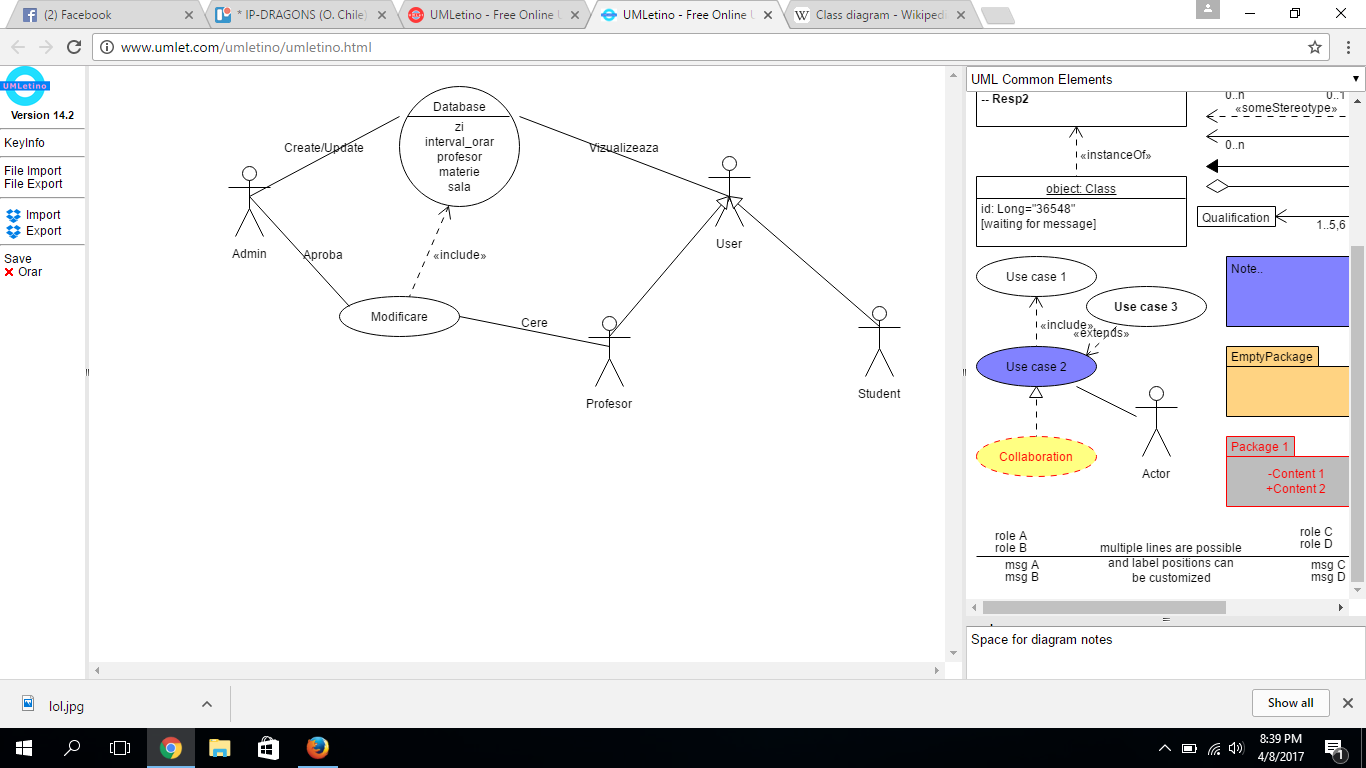 (2) Facebook
* IP-DRAGONS (O. Chile)
UMLetino - Free Online U
UMLetino - Free Online U
Class diagram - Wikipedi
www.umlet.com/umletino/umletino.html
UMLetino
Version 14.2
KeyInfo
File Import
File Export
Import
Export
Save
Orar
Database
zi
interval_orar
profesor
materie
sala
Create/Update
Vizualizeaza
Admin
User
Aproba
«include»
Modificare
Cere
Profesor
Student
UML Common Elements
-- Resp2
0..n
0..1
«someStereotype»
0..n
«instanceOf»
object: Class
id: Long="36548"
[waiting for message]
Qualification
1..5,6
Use case 1
Note..
Use case 3
«include»
«extends»
Use case 2
EmptyPackage
Collaboration
Actor
Package 1
-Content 1
+Content 2
role A
role B
multiple lines are possible
and label positions can
be customized
role C
role D
msg A
msg B
msg C
msg D
Space for diagram notes
lol.jpg
Show all
8:39 PM
4/8/2017
1